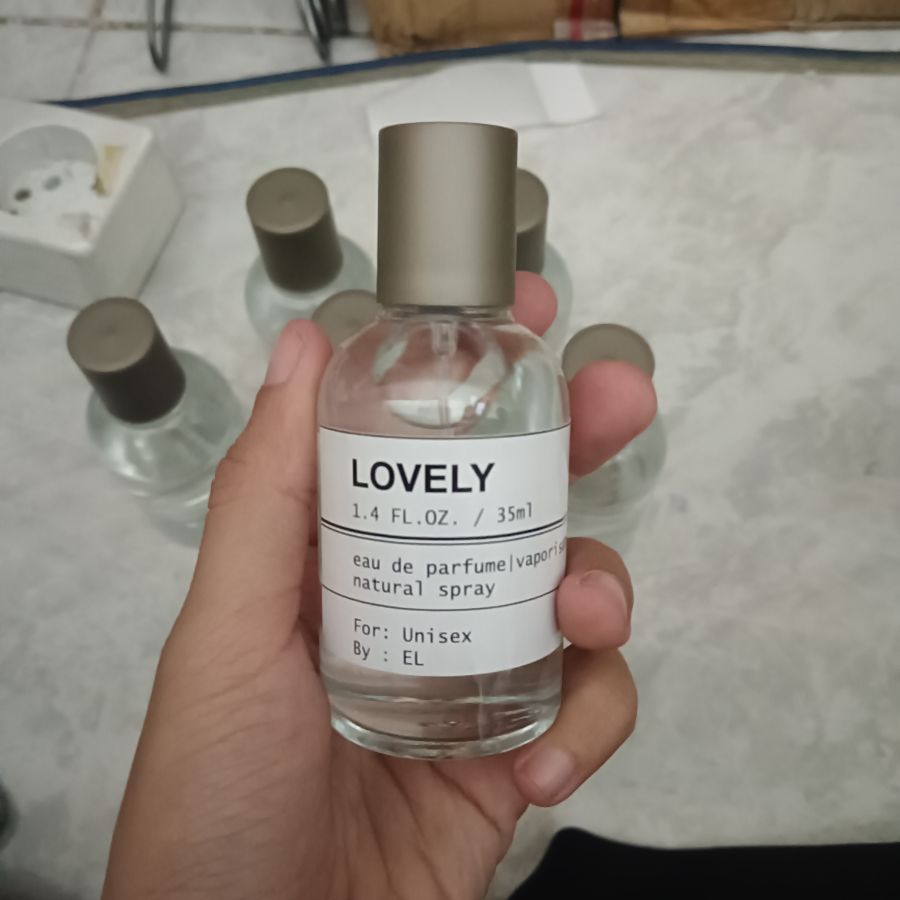 LOVELY
1.4 FL.OZ. / 35ml
eau de parfume|vaporis
natural spray
For: Unisex
By : EL